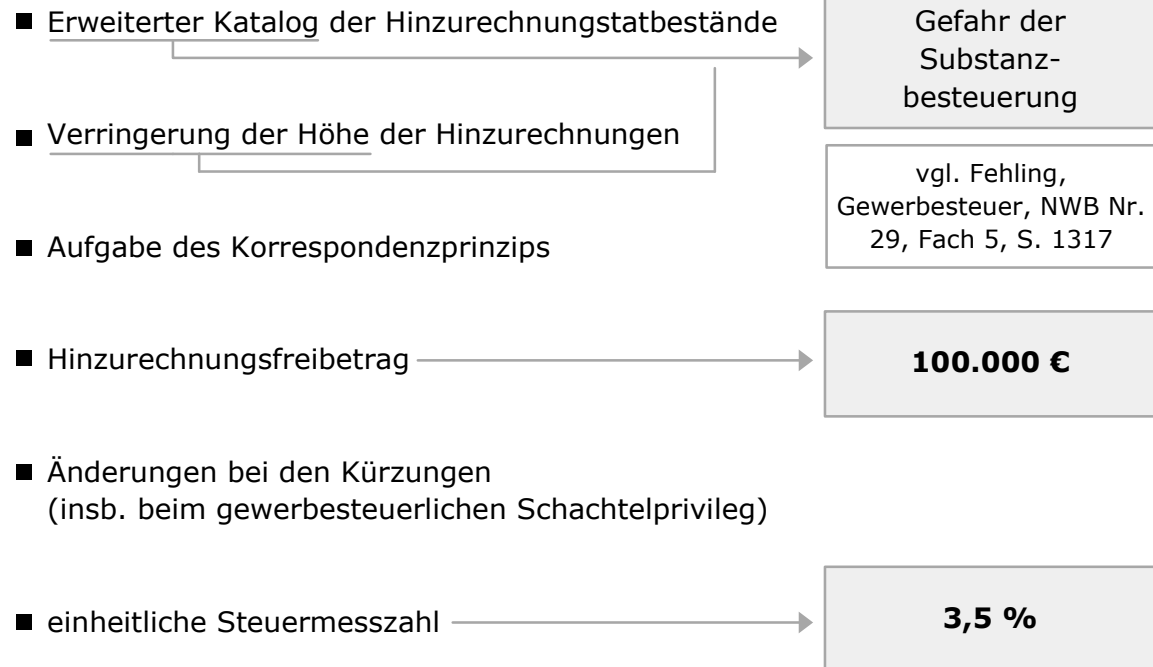 ■ Erweiterter Katalog der Hinzurechnungstatbestände
Gefahr der
Substanz-
besteuerung
■ Verringerung der Höhe der Hinzurechnungen
vgl. Fehling,
Gewerbesteuer, NWB Nr.
29, Fach 5, S. 1317
■ Aufgabe des Korrespondenzprinzips
■ Hinzurechnungsfreibetrag
100.000 €
■ Änderungen bei den Kürzungen
(insb. beim gewerbesteuerlichen Schachtelprivileg)
■ einheitliche Steuermesszahl
3,5 %